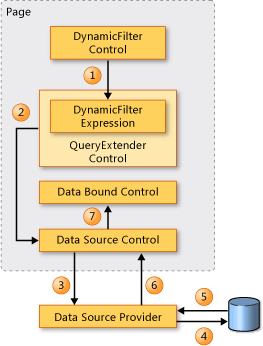 Page
DynamicFilter
Control
1
2
DynamicFilter
Expression
QueryExtender
Control
Data Bound Control
7
Data Source Control
3
6
5
Data Source Provider
4